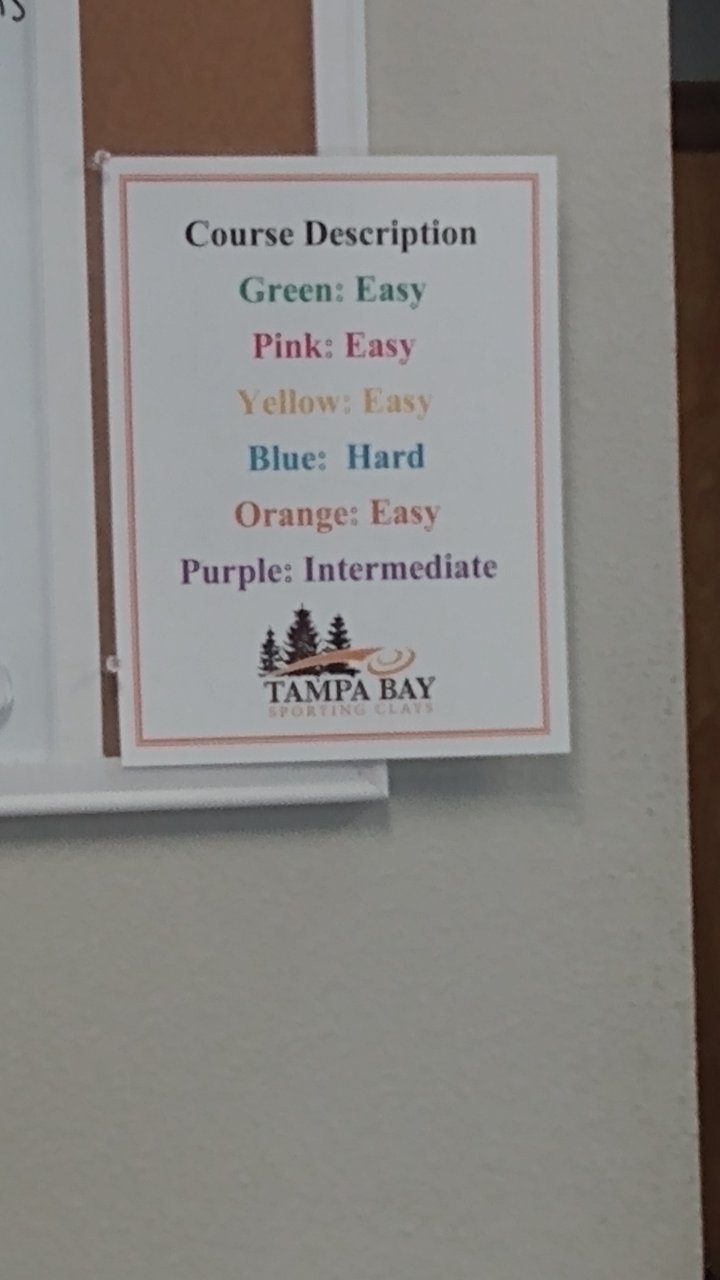 Course Description
Green: Easy
Pink: Easy
Yellow: Easy
Blue: Hard
Orange: Easy
Purple: Intermediate
TAMPA BAY
SPORTING CLAYS